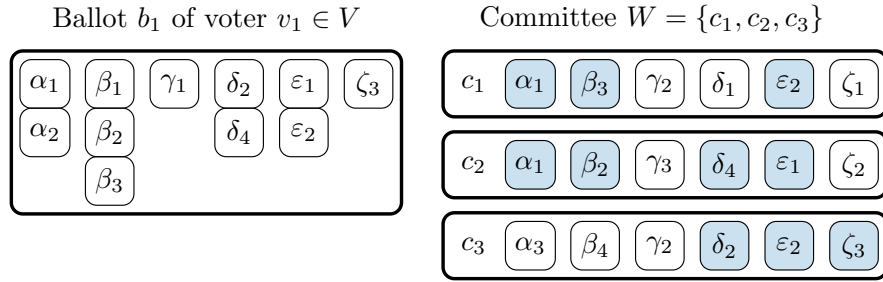 Ballot b₁ of voter v₁ ∈ V
α₁ β₁ γ₁ δ₂ ε₁ ζ₃
α₂ β₂ δ₄ ε₂
β₃
Committee W = {c₁, c₂, c₃}
c₁ α₁ β₃ γ₂ δ₁ ε₂ ζ₁
c₂ α₁ β₂ γ₃ δ₄ ε₁ ζ₂
c₃ α₃ β₄ γ₂ δ₂ ε₂ ζ₃